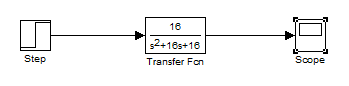 16
s2+16s+16
Step
Transfer Fcn
Scope